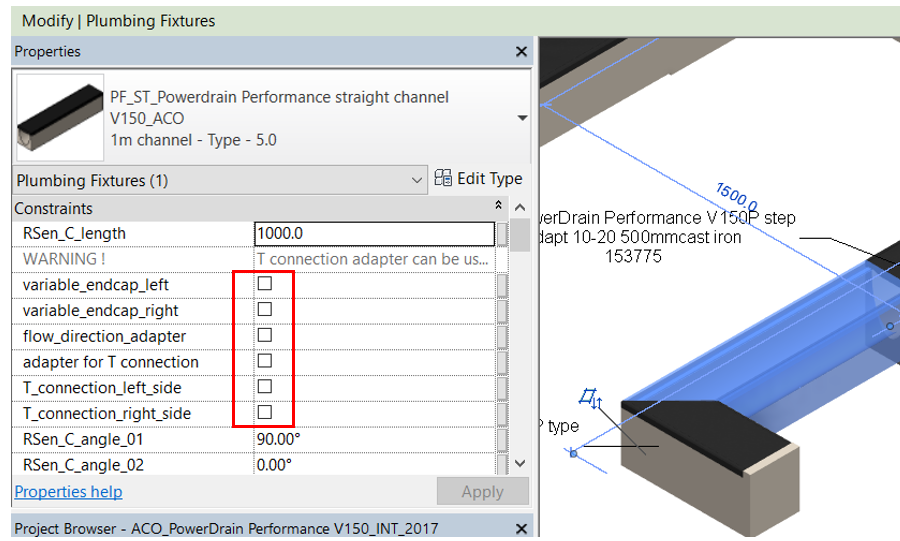 Modify | Plumbing Fixtures
Properties
PF_ST_Powerdrain Performance straight channel
V150_ACO
1m channel - Type - 5.0
Plumbing Fixtures (1)
Edit Type
Constraints
RSen_C_length 1000.0
WARNING ! T connection adapter can be us...
variable_endcap_left
variable_endcap_right
flow_direction_adapter
adapter for T connection
T_connection_left_side
T_connection_right_side
RSen_C_angle_01 90.00°
RSen_C_angle_02 0.00°
Properties help
Apply
Project Browser - ACO_PowerDrain Performance V150_INT_2017
1500.0
werDrain Performance V150P step
dapt 10-20 500mmcast iron
153775
P type